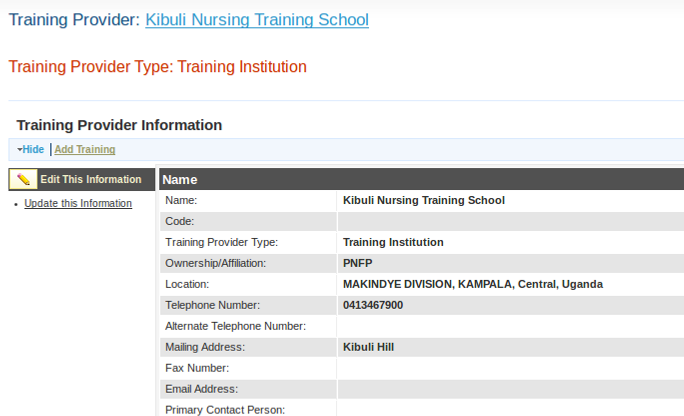 Training Provider: Kibuli Nursing Training School
Training Provider Type: Training Institution
Training Provider Information
Hide | Add Training
Edit This Information
Update this Information
Name
Name: Kibuli Nursing Training School
Code:
Training Provider Type: Training Institution
Ownership/Affiliation: PNFP
Location: MAKINDYE DIVISION, KAMPALA, Central, Uganda
Telephone Number: 0413467900
Alternate Telephone Number:
Mailing Address: Kibuli Hill
Fax Number:
Email Address:
Primary Contact Person: